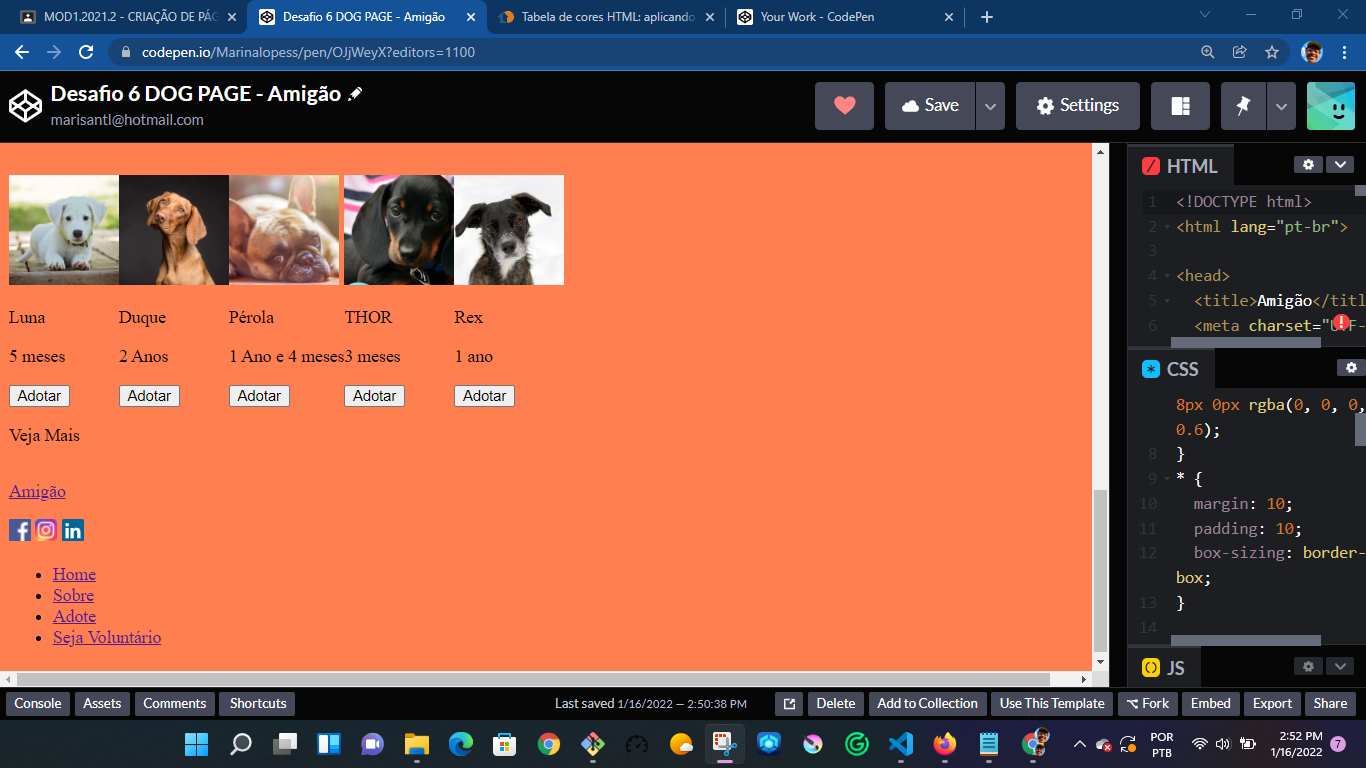 MOD1.2021.2 - CRIAÇÃO DE PÁG
Desafio 6 DOG PAGE - Amigão
Tabela de cores HTML: aplicando
Your Work - CodePen
codepen.io/Marinalopess/pen/OJjWeyX?editors=1100
Desafio 6 DOG PAGE - Amigão
marisantl@hotmail.com
Save
Settings
Luna Duque Pérola THOR Rex
5 meses 2 Anos 1 Ano e 4 meses 3 meses 1 ano
Adotar Adotar Adotar Adotar Adotar
Veja Mais
Amigão
Home
Sobre
Adote
Seja Voluntário
HTML
1 <!DOCTYPE html>
2 <html lang="pt-br">
3
4 <head>
5 <title>Amigão</titl
6 <meta charset="UTF-
CSS
8px 0px rgba(0, 0, 0,
0.6);
8 }
9 * {
10 margin: 10;
11 padding: 10;
12 box-sizing: border-
box;
13 }
14
JS
Console Assets Comments Shortcuts Last saved 1/16/2022 — 2:50:38 PM Delete Add to Collection Use This Template Fork Embed Export Share
POR
PTB
2:52 PM
1/16/2022
7